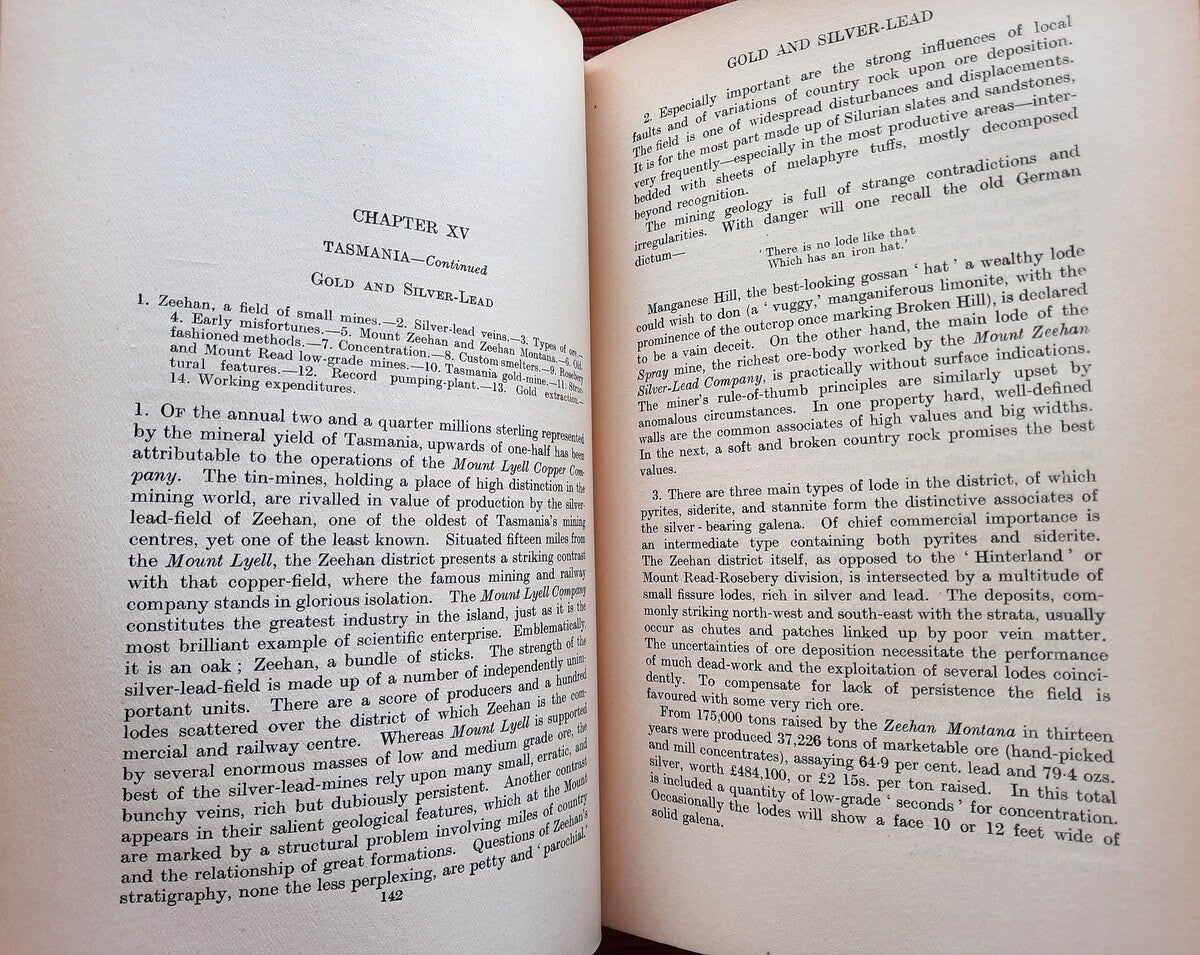 CHAPTER XV
TASMANIA—Continued
GOLD AND SILVER-LEAD
1. Zeehan, a field of small mines.—2. Silver-lead veins.—3. Types of ore.—
4. Early misfortunes.—5. Mount Zeehan and Zeehan Montana.—6. Old-
fashioned methods.—7. Concentration.—8. Custom smelters.—9. Rosebery
and Mount Read low-grade mines.—10. Tasmania gold-mine.—11. Struc-
tural features.—12. Record pumping-plant.—13. Gold extraction.—
14. Working expenditures.
1. OF the annual two and a quarter millions sterling represented
by the mineral yield of Tasmania, upwards of one-half has been
attributable to the operations of the Mount Lyell Copper Com-
pany. The tin-mines, holding a place of high distinction in the
mining world, are rivalled in value of production by the silver-
lead-field of Zeehan, one of the oldest of Tasmania's mining
centres, yet one of the least known. Situated fifteen miles from
the Mount Lyell, the Zeehan district presents a striking contrast
with that copper-field, where the famous mining and railway
company stands in glorious isolation. The Mount Lyell Company
constitutes the greatest industry in the island, just as it is the
most brilliant example of scientific enterprise. Emblematically,
it is an oak; Zeehan, a bundle of sticks. The strength of the
silver-lead-field is made up of a number of independently unim-
portant units. There are a score of producers and a hundred
lodes scattered over the district of which Zeehan is the com-
mercial and railway centre. Whereas Mount Lyell is supported
by several enormous masses of low and medium grade ore, the
best of the silver-lead-mines rely upon many small, erratic, and
bunchy veins, rich but dubiously persistent. Another contrast
appears in their salient geological features, which at the Mount
are marked by a structural problem involving miles of country
and the relationship of great formations. Questions of Zeehan's
stratigraphy, none the less perplexing, are petty and 'parochial.'
142
GOLD AND SILVER-LEAD
2. Especially important are the strong influences of local
faults and of variations of country rock upon ore deposition.
The field is one of widespread disturbances and displacements.
It is for the most part made up of Silurian slates and sandstones,
very frequently—especially in the most productive areas—inter-
bedded with sheets of melaphyre tuffs, mostly decomposed
beyond recognition.
The mining geology is full of strange contradictions and
irregularities. With danger will one recall the old German
dictum—
'There is no lode like that
Which has an iron hat.'
Manganese Hill, the best-looking gossan 'hat' a wealthy lode
could wish to don (a 'vuggy,' manganiferous limonite, with the
prominence of the outcrop once marking Broken Hill), is declared
to be a vain deceit. On the other hand, the main lode of the
Spray mine, the richest ore-body worked by the Mount Zeehan
Silver-Lead Company, is practically without surface indications.
The miner's rule-of-thumb principles are similarly upset by
anomalous circumstances. In one property hard, well-defined
walls are the common associates of high values and big widths.
In the next, a soft and broken country rock promises the best
values.
3. There are three main types of lode in the district, of which
pyrites, siderite, and stannite form the distinctive associates of
the silver-bearing galena. Of chief commercial importance is
an intermediate type containing both pyrites and siderite.
The Zeehan district itself, as opposed to the 'Hinterland' or
Mount Read-Rosebery division, is intersected by a multitude of
small fissure lodes, rich in silver and lead. The deposits, com-
monly striking north-west and south-east with the strata, usually
occur as chutes and patches linked up by poor vein matter.
The uncertainties of ore deposition necessitate the performance
of much dead-work and the exploitation of several lodes coinci-
dently. To compensate for lack of persistence the field is
favoured with some very rich ore.
From 175,000 tons raised by the Zeehan Montana in thirteen
years were produced 37,226 tons of marketable ore (hand-picked
and mill concentrates), assaying 64·9 per cent. lead and 79·4 ozs.
silver, worth £484,100, or £2 15s. per ton raised. In this total
is included a quantity of low-grade 'seconds' for concentration.
Occasionally the lodes will show a face 10 or 12 feet wide of
solid galena.